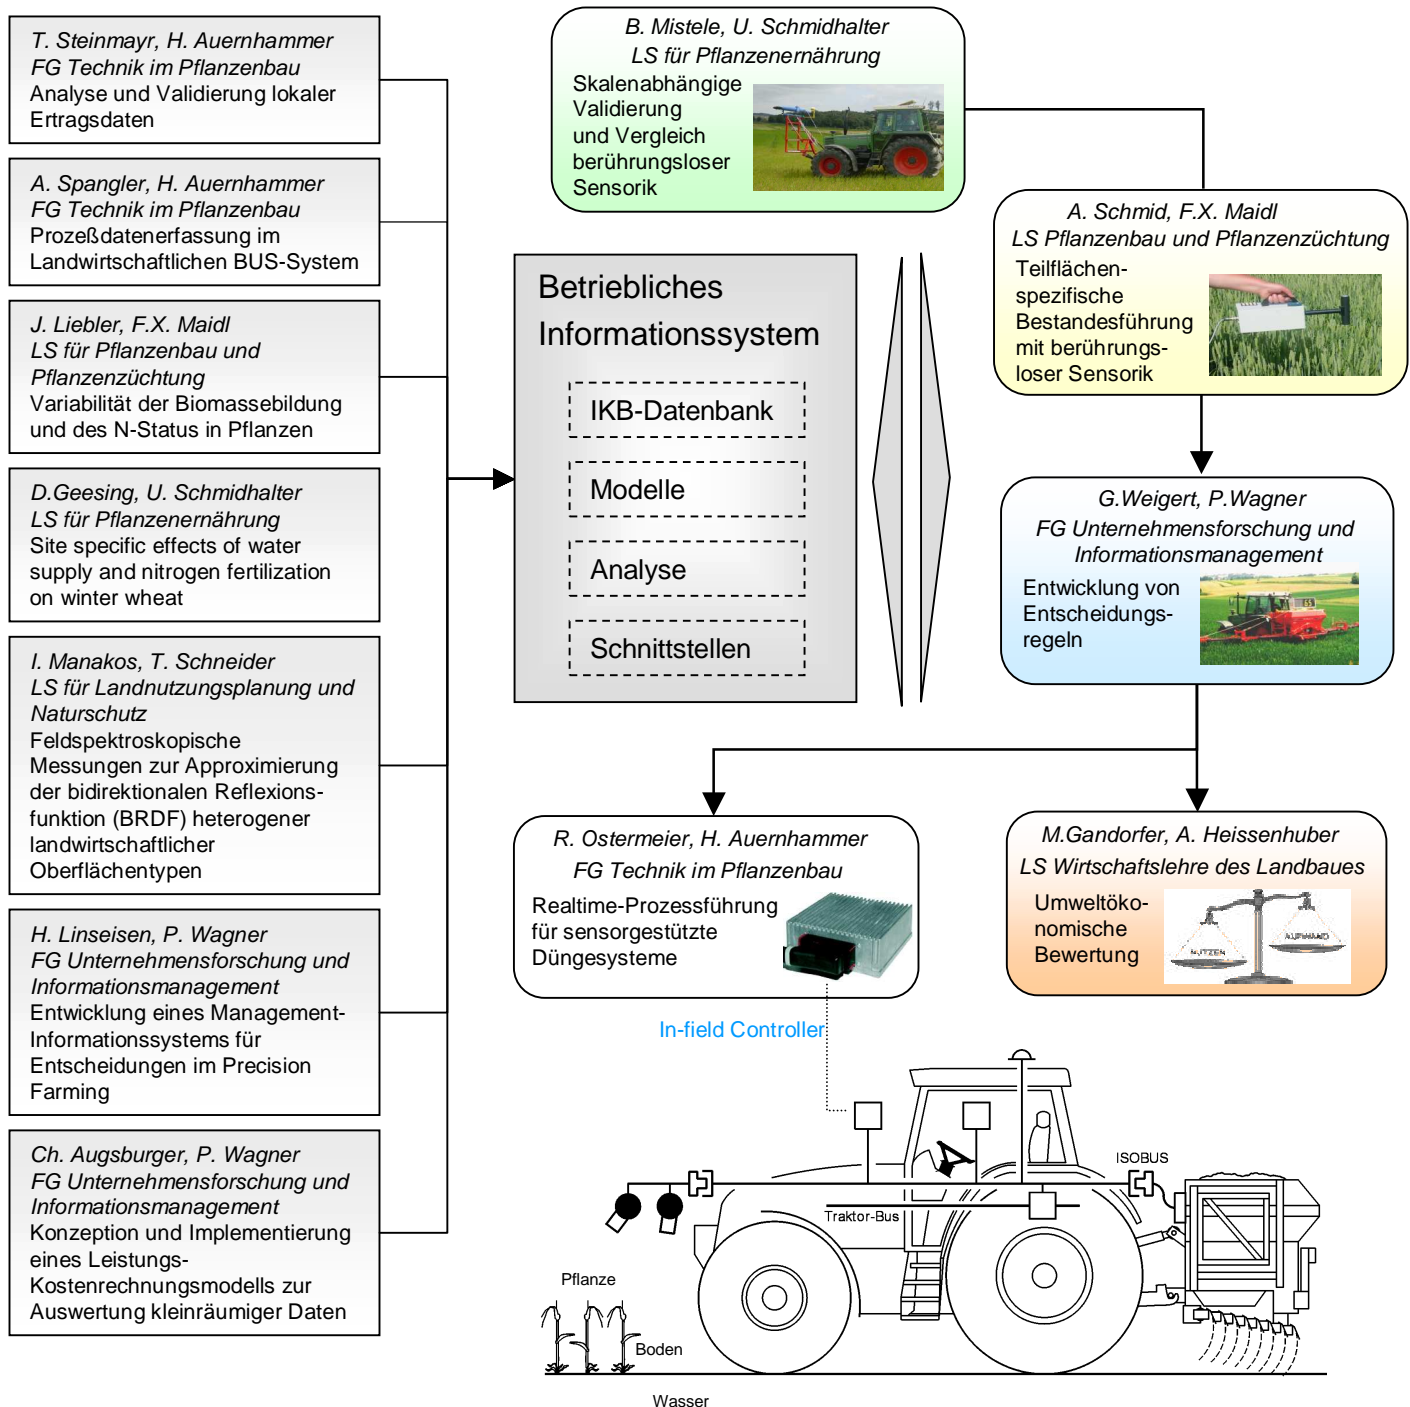 T. Steinmayr, H. Auernhammer
FG Technik im Pflanzenbau
Analyse und Validierung lokaler
Ertragsdaten
A. Spangler, H. Auernhammer
FG Technik im Pflanzenbau
Prozeßdatenerfassung im
Landwirtschaftlichen BUS-System
J. Liebler, F.X. Maidl
LS für Pflanzenbau und
Pflanzenzüchtung
Variabilität der Biomassebildung
und des N-Status in Pflanzen
D.Geesing, U. Schmidhalter
LS für Pflanzenernährung
Site specific effects of water
supply and nitrogen fertilization
on winter wheat
I. Manakos, T. Schneider
LS für Landnutzungsplanung und
Naturschutz
Feldspektroskopische
Messungen zur Approximierung
der bidirektionalen Reflexions-
funktion (BRDF) heterogener
landwirtschaftlicher
Oberflächentypen
H. Linseisen, P. Wagner
FG Unternehmensforschung und
Informationsmanagement
Entwicklung eines Management-
Informationssystems für
Entscheidungen im Precision
Farming
Ch. Augsburger, P. Wagner
FG Unternehmensforschung und
Informationsmanagement
Konzeption und Implementierung
eines Leistungs-
Kostenrechnungsmodells zur
Auswertung kleinräumiger Daten
Betriebliches
Informationssystem
IKB-Datenbank
Modelle
Analyse
Schnittstellen
B. Mistele, U. Schmidhalter
LS für Pflanzenernährung
Skalenabhängige
Validierung
und Vergleich
berührungsloser
Sensorik
A. Schmid, F.X. Maidl
LS Pflanzenbau und Pflanzenzüchtung
Teilflächen-
spezifische
Bestandesführung
mit berührungs-
loser Sensorik
G.Weigert, P.Wagner
FG Unternehmensforschung und
Informationsmanagement
Entwicklung von
Entscheidungs-
regeln
R. Ostermeier, H. Auernhammer
FG Technik im Pflanzenbau
Realtime-Prozessführung
für sensorgestützte
Düngesysteme
M.Gandorfer, A. Heissenhuber
LS Wirtschaftslehre des Landbaues
Umweltöko-
nomische
Bewertung
NUTZEN
AUFWAND
In-field Controller
ISOBUS
Traktor-Bus
Pflanze
Boden
Wasser